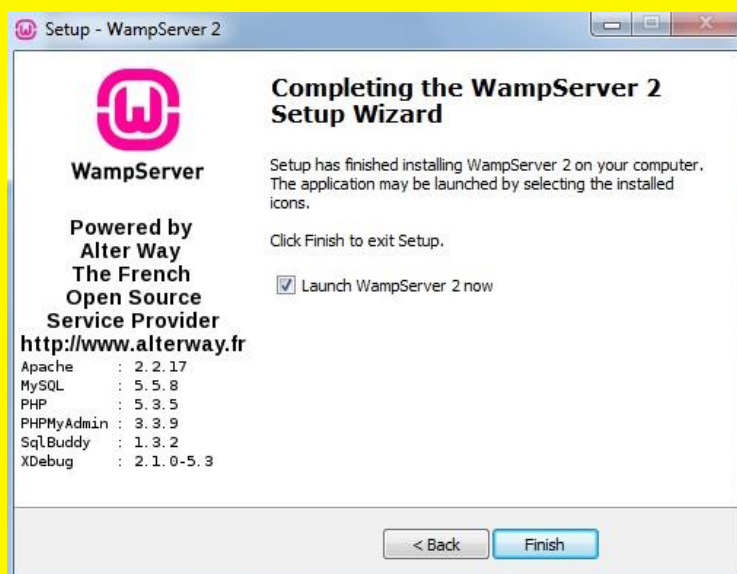 Setup - WampServer 2
WampServer
Powered by
Alter Way
The French
Open Source
Service Provider
http://www.alterway.fr
Apache : 2.2.17
MySQL : 5.5.8
PHP : 5.3.5
PHPMyAdmin : 3.3.9
SqlBuddy : 1.3.2
XDebug : 2.1.0-5.3
Completing the WampServer 2
Setup Wizard
Setup has finished installing WampServer 2 on your computer.
The application may be launched by selecting the installed
icons.
Click Finish to exit Setup.
Launch WampServer 2 now
< Back
Finish